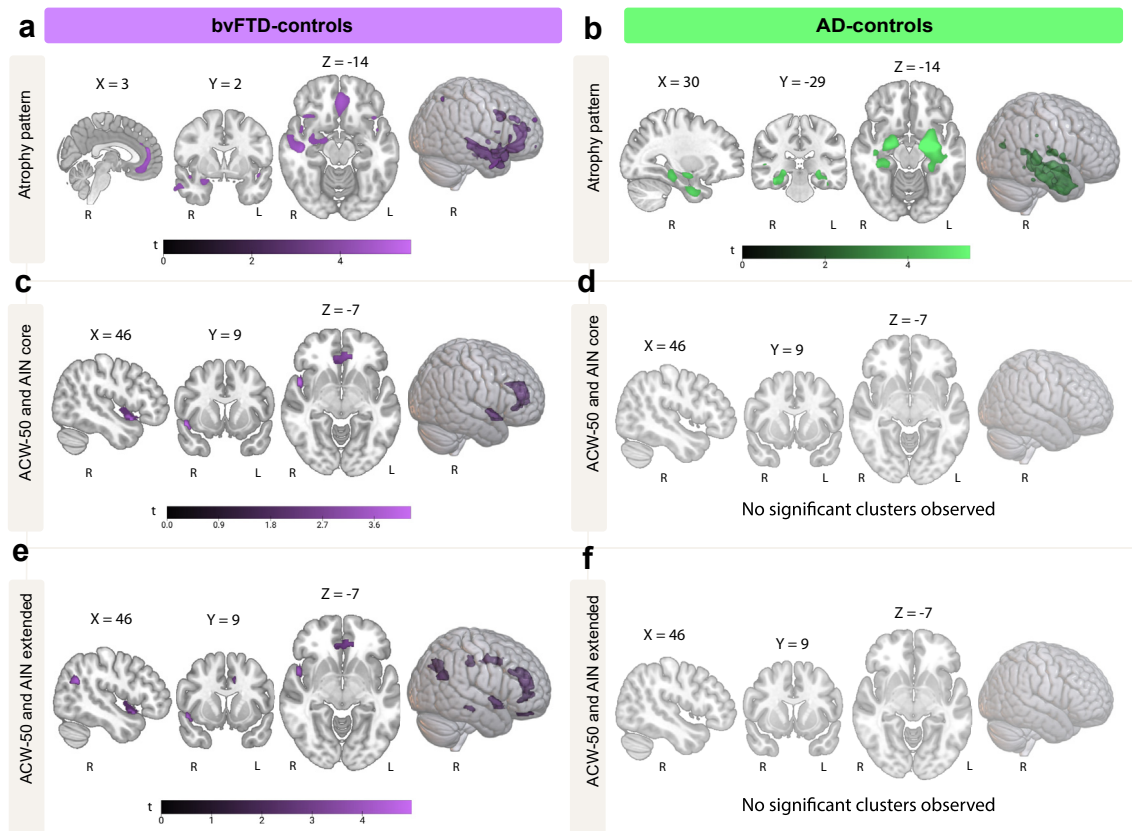 a
bvFTD-controls
b
AD-controls
Atrophy pattern
X = 3
Y = 2
Z = -14
R
R
L
R
L
R
t
0
2
4
Atrophy pattern
X = 30
Y = -29
Z = -14
R
R
L
R
L
R
t
0
2
4
c
ACW-50 and AIN core
X = 46
Y = 9
Z = -7
R
R
L
R
L
R
t
0.0
0.9
1.8
2.7
3.6
d
ACW-50 and AIN core
X = 46
Y = 9
Z = -7
R
R
L
R
L
R
No significant clusters observed
e
ACW-50 and AIN extended
X = 46
Y = 9
Z = -7
R
R
L
R
L
R
t
0
1
2
3
4
f
ACW-50 and AIN extended
X = 46
Y = 9
Z = -7
R
R
L
R
L
R
No significant clusters observed